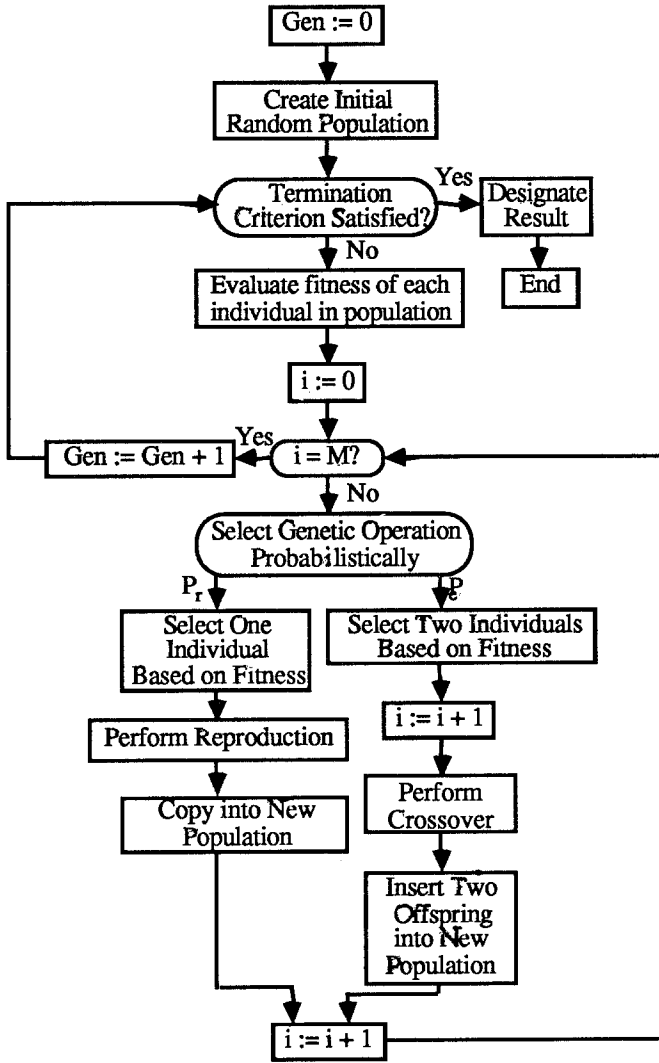 Gen := 0
Create Initial
Random Population
Termination
Criterion Satisfied?
Yes
Designate
Result
End
No
Evaluate fitness of each
individual in population
i := 0
i = M?
Yes
Gen := Gen + 1
No
Select Genetic Operation
Probabilistically
Pr
Select One
Individual
Based on Fitness
Perform Reproduction
Copy into New
Population
Pc
Select Two Individuals
Based on Fitness
i := i + 1
Perform
Crossover
Insert Two
Offspring
into New
Population
i := i + 1